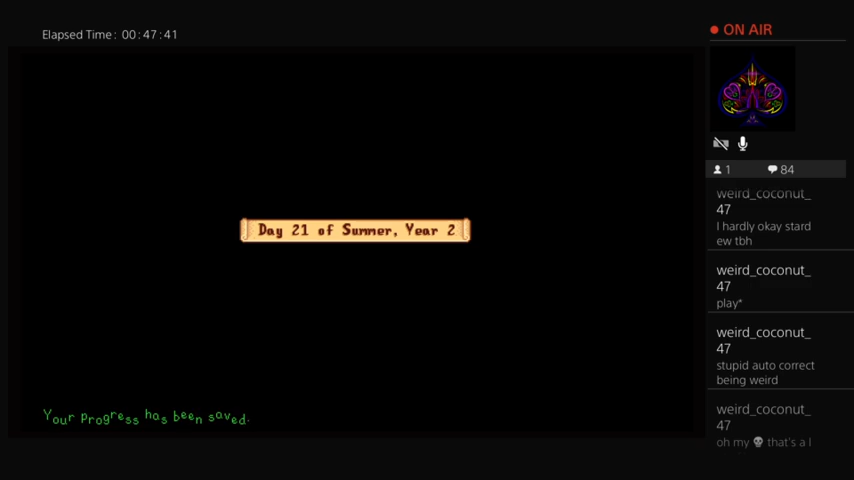 Elapsed Time: 00:47:41
ON AIR
1 84
weird_coconut_
47
I hardly okay stard
ew tbh
weird_coconut_
47
play*
Day 21 of Summer, Year 2
weird_coconut_
47
stupid auto correct
being weird
weird_coconut_
47
oh my 💀 that's a l
Your progress has been saved.